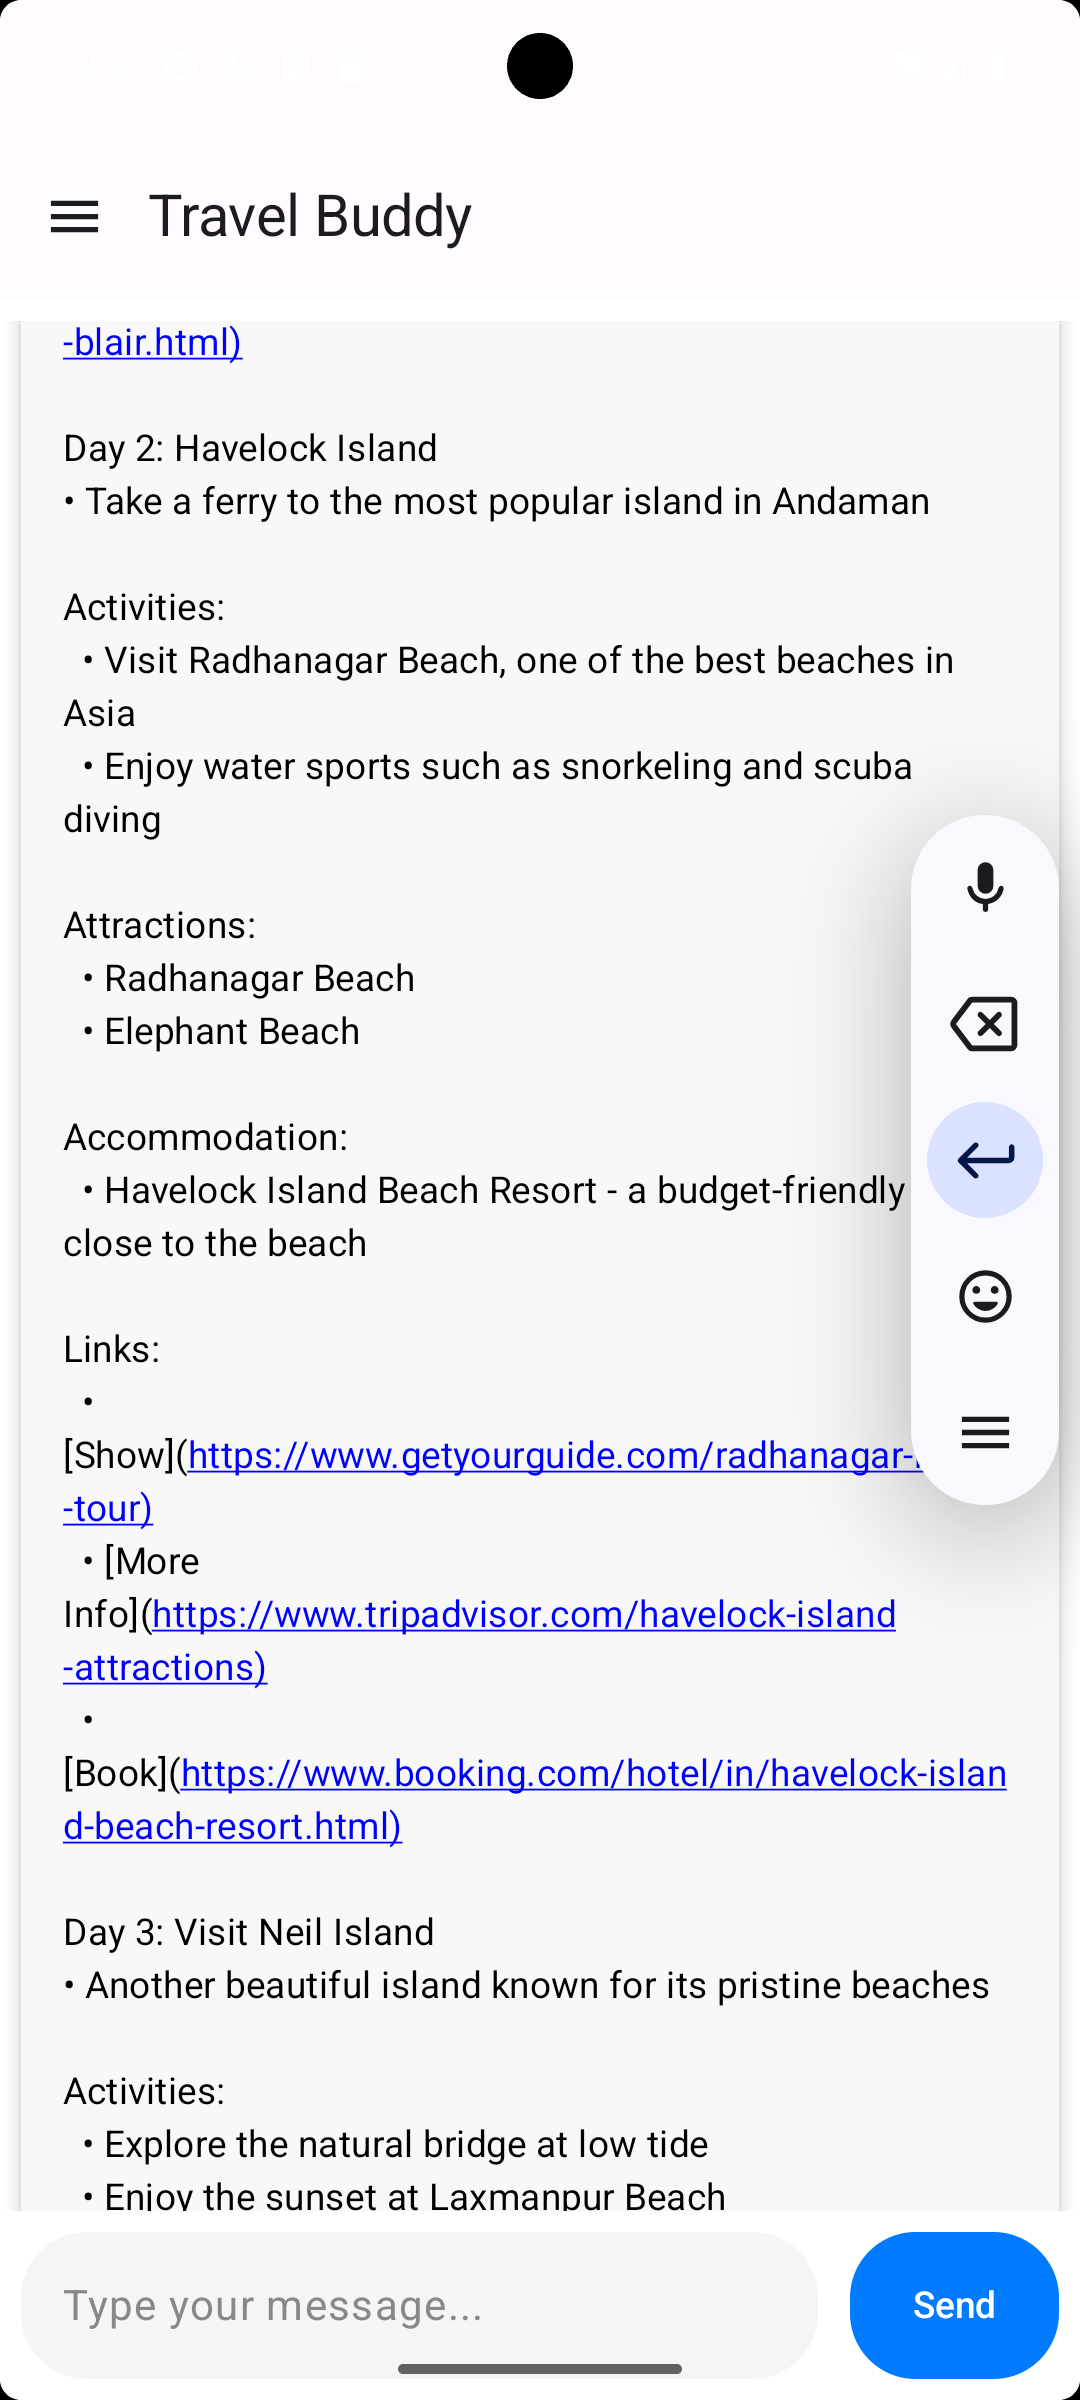 Travel Buddy
-blair.html)
Day 2: Havelock Island
• Take a ferry to the most popular island in Andaman
Activities:
• Visit Radhanagar Beach, one of the best beaches in
Asia
• Enjoy water sports such as snorkeling and scuba
diving
Attractions:
• Radhanagar Beach
• Elephant Beach
Accommodation:
• Havelock Island Beach Resort - a budget-friendly
close to the beach
Links:
•
[Show](https://www.getyourguide.com/radhanagar-
-tour)
• [More
Info](https://www.tripadvisor.com/havelock-island
-attractions)
•
[Book](https://www.booking.com/hotel/in/havelock-islan
d-beach-resort.html)
Day 3: Visit Neil Island
• Another beautiful island known for its pristine beaches
Activities:
• Explore the natural bridge at low tide
• Enjoy the sunset at Laxmanpur Beach
Type your message...
Send